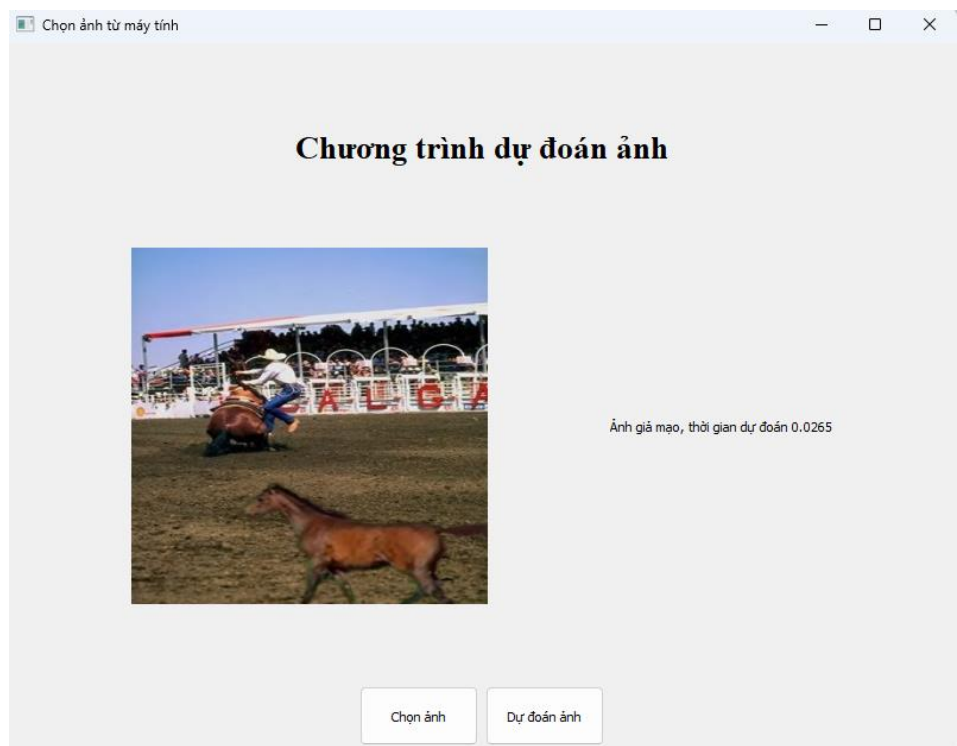 Chọn ảnh từ máy tính
Chương trình dự đoán ảnh
A L G A
Ảnh giả mạo, thời gian dự đoán 0.0265
Chọn ảnh
Dự đoán ảnh